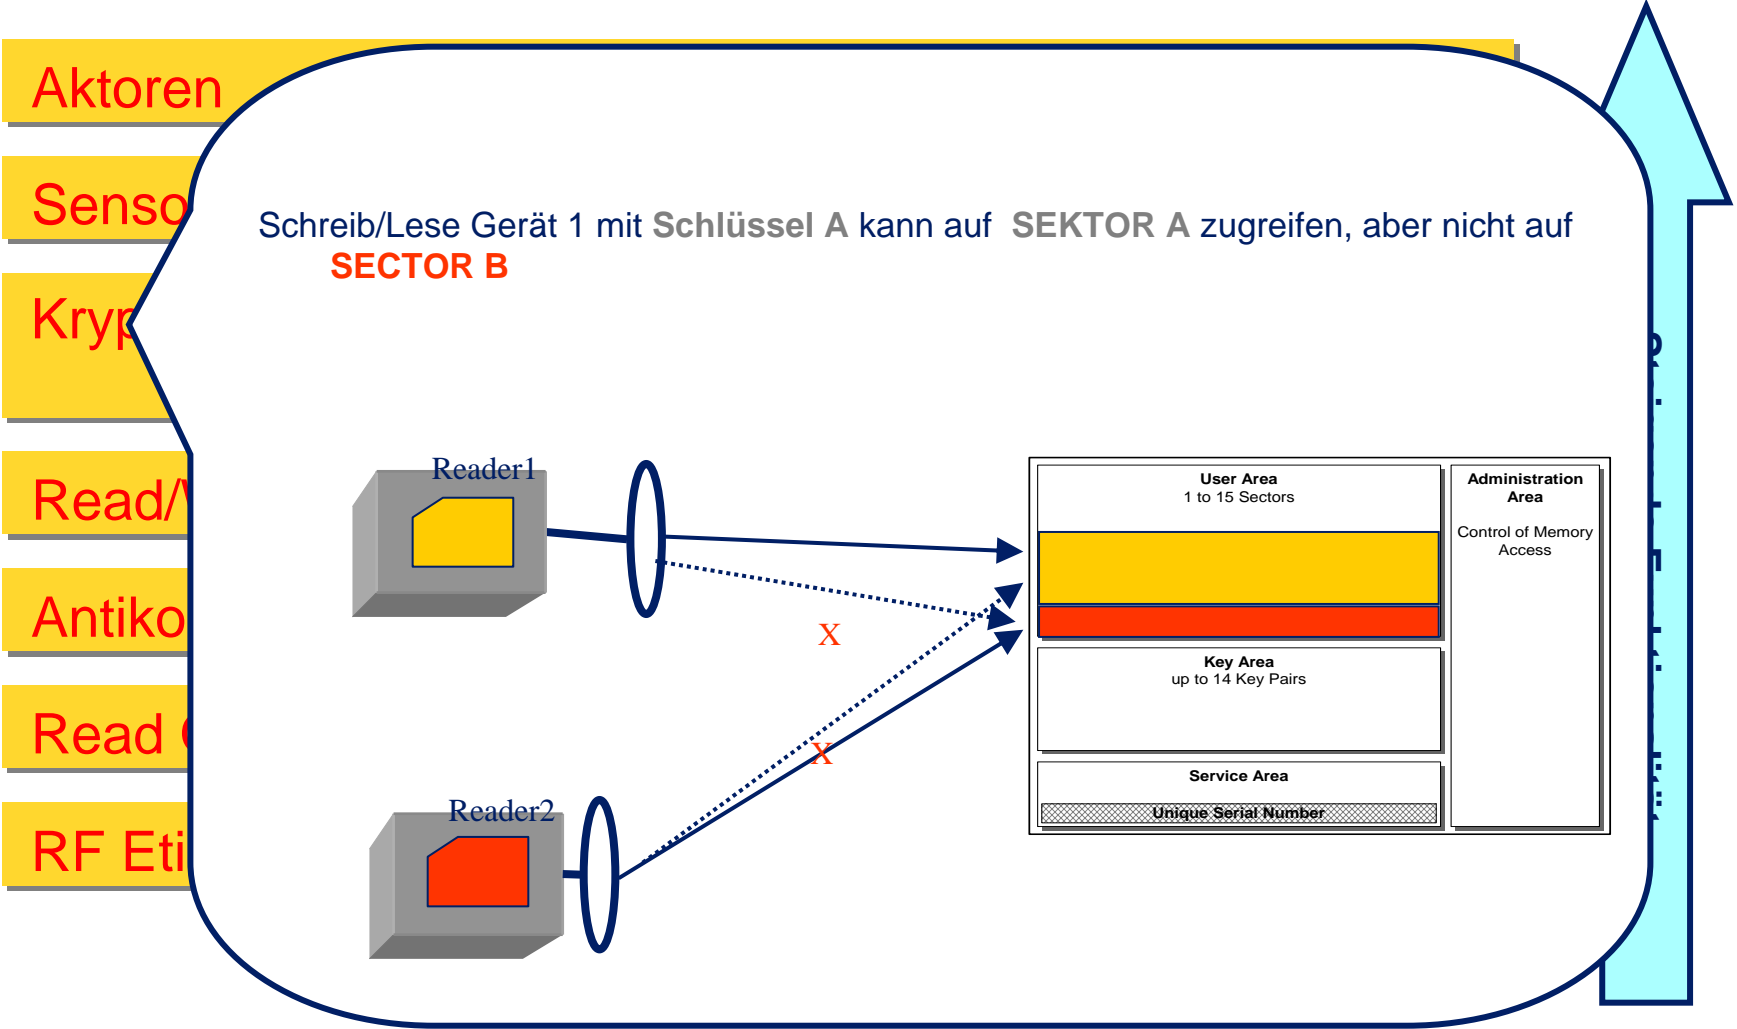 Aktoren
Schreib/Lese Gerät 1 mit Schlüssel A kann auf SEKTOR A zugreifen, aber nicht auf
SECTOR B
Reader1
X
X
Reader2
User Area
1 to 15 Sectors
Key Area
up to 14 Key Pairs
Service Area
Unique Serial Number
Administration
Area
Control of Memory
Access
Read/
Read
RF Eti
Senso
Antiko